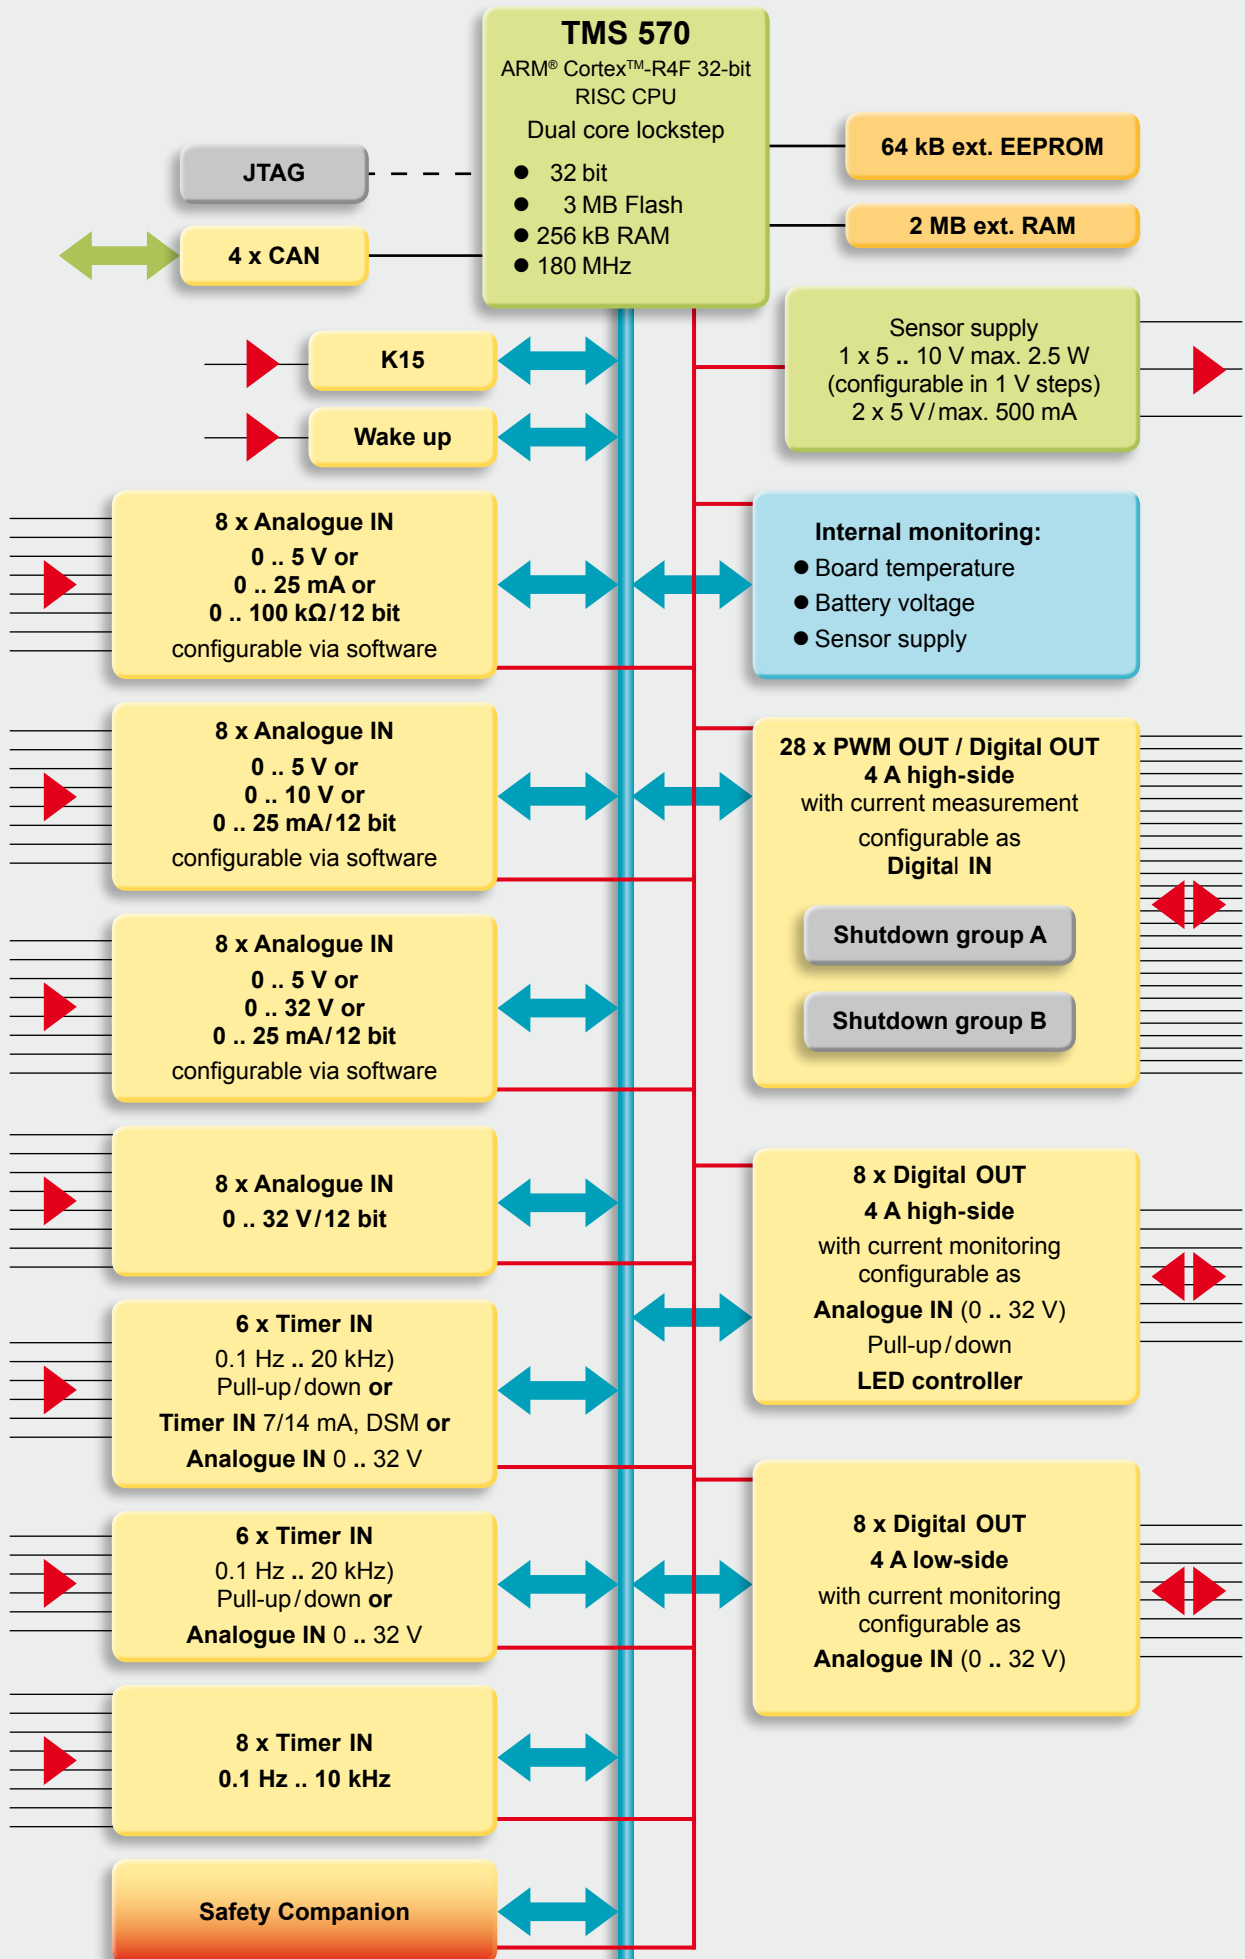 TMS 570
ARM® Cortex™-R4F 32-bit
RISC CPU
Dual core lockstep
● 32 bit
● 3 MB Flash
● 256 kB RAM
● 180 MHz
JTAG
4 x CAN
64 kB ext. EEPROM
2 MB ext. RAM
K15
Wake up
Sensor supply
1 x 5 .. 10 V max. 2.5 W
(configurable in 1 V steps)
2 x 5 V/max. 500 mA
8 x Analogue IN
0 .. 5 V or
0 .. 25 mA or
0 .. 100 kΩ/12 bit
configurable via software
Internal monitoring:
● Board temperature
● Battery voltage
● Sensor supply
8 x Analogue IN
0 .. 5 V or
0 .. 10 V or
0 .. 25 mA/12 bit
configurable via software
28 x PWM OUT / Digital OUT
4 A high-side
with current measurement
configurable as
Digital IN
Shutdown group A
Shutdown group B
8 x Analogue IN
0 .. 5 V or
0 .. 32 V or
0 .. 25 mA/12 bit
configurable via software
8 x Analogue IN
0 .. 32 V/12 bit
8 x Digital OUT
4 A high-side
with current monitoring
configurable as
Analogue IN (0 .. 32 V)
Pull-up/down
LED controller
6 x Timer IN
0.1 Hz .. 20 kHz)
Pull-up/down or
Timer IN 7/14 mA, DSM or
Analogue IN 0 .. 32 V
6 x Timer IN
0.1 Hz .. 20 kHz)
Pull-up/down or
Analogue IN 0 .. 32 V
8 x Digital OUT
4 A low-side
with current monitoring
configurable as
Analogue IN (0 .. 32 V)
8 x Timer IN
0.1 Hz .. 10 kHz
Safety Companion